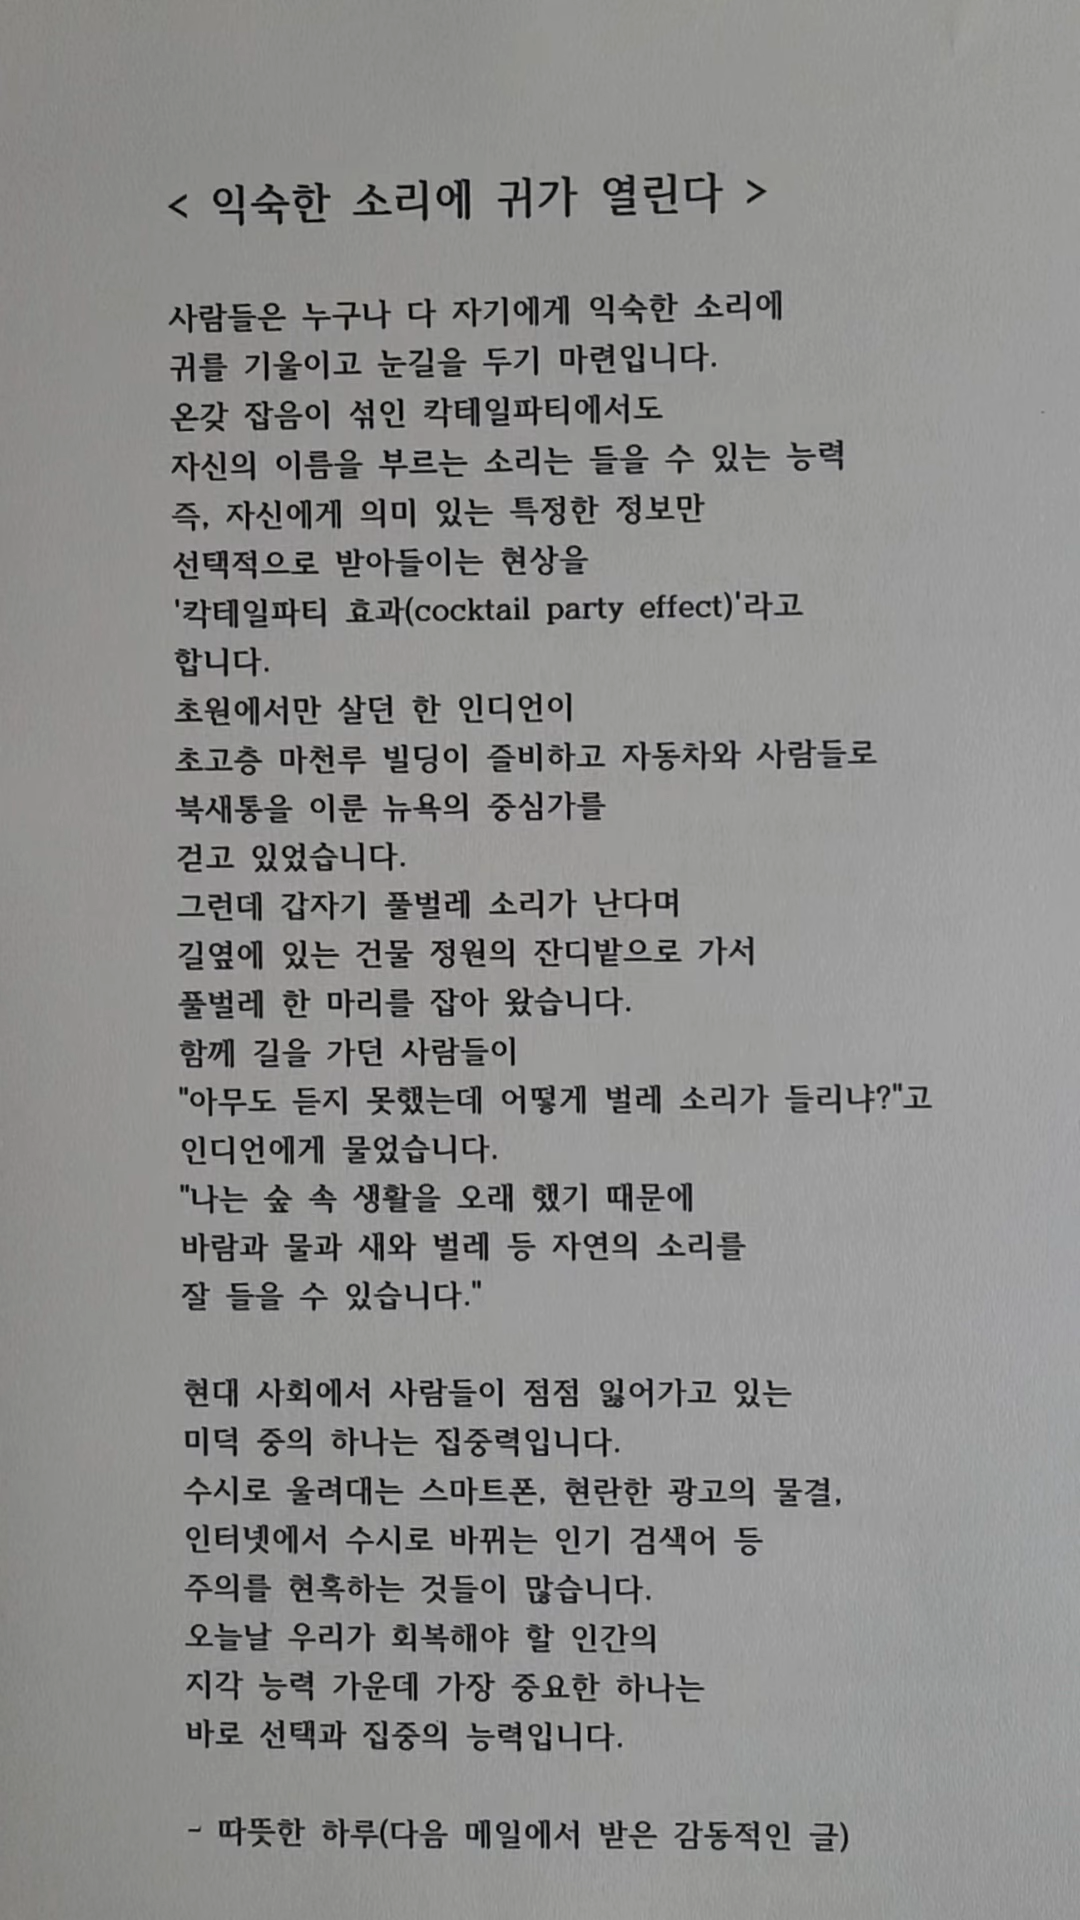 < 익숙한 소리에 귀가 열린다 >
사람들은 누구나 다 자기에게 익숙한 소리에
귀를 기울이고 눈길을 두기 마련입니다.
온갖 잡음이 섞인 칵테일파티에서도
자신의 이름을 부르는 소리는 들을 수 있는 능력
즉, 자신에게 의미 있는 특정한 정보만
선택적으로 받아들이는 현상을
'칵테일파티 효과(cocktail party effect)'라고
합니다.
초원에서만 살던 한 인디언이
초고층 마천루 빌딩이 즐비하고 자동차와 사람들로
북새통을 이룬 뉴욕의 중심가를
걷고 있었습니다.
그런데 갑자기 풀벌레 소리가 난다며
길옆에 있는 건물 정원의 잔디밭으로 가서
풀벌레 한 마리를 잡아 왔습니다.
함께 길을 가던 사람들이
"아무도 듣지 못했는데 어떻게 벌레 소리가 들리냐?"고
인디언에게 물었습니다.
"나는 숲 속 생활을 오래 했기 때문에
바람과 물과 새와 벌레 등 자연의 소리를
잘 들을 수 있습니다."
현대 사회에서 사람들이 점점 잃어가고 있는
미덕 중의 하나는 집중력입니다.
수시로 울려대는 스마트폰, 현란한 광고의 물결,
인터넷에서 수시로 바뀌는 인기 검색어 등
주의를 현혹하는 것들이 많습니다.
오늘날 우리가 회복해야 할 인간의
지각 능력 가운데 가장 중요한 하나는
바로 선택과 집중의 능력입니다.
- 따뜻한 하루(다음 메일에서 받은 감동적인 글)